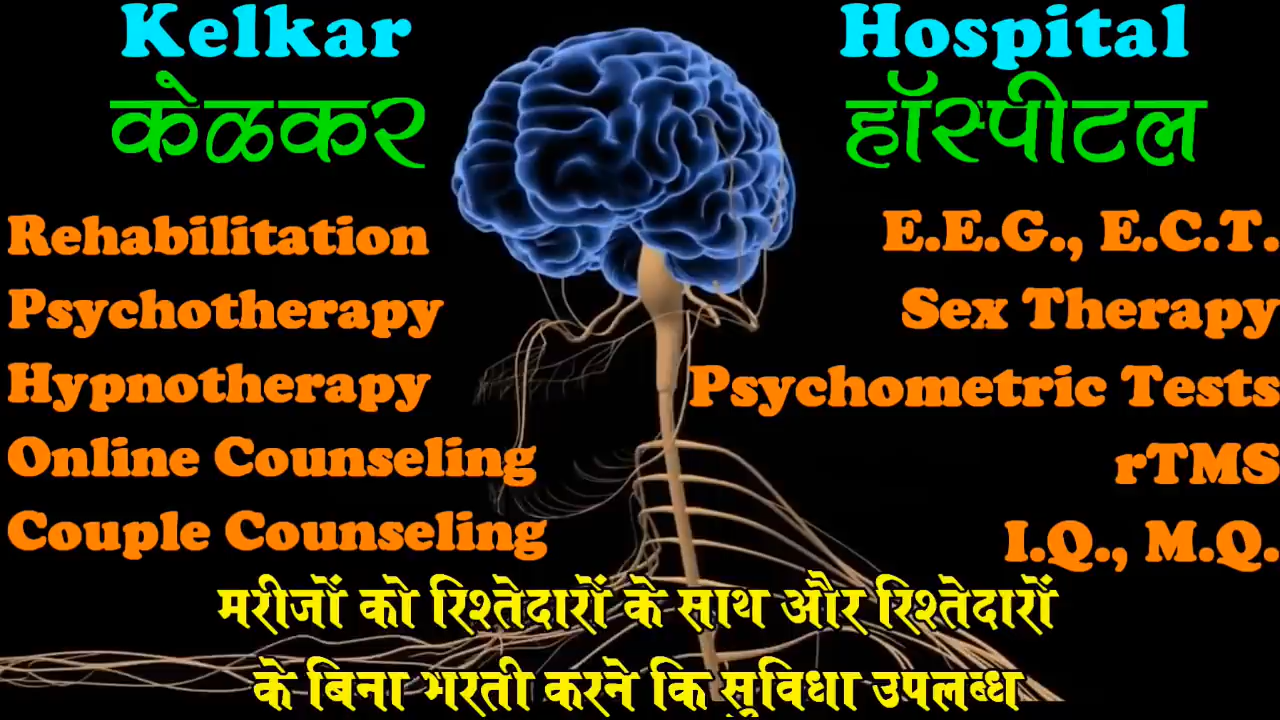 Kelkar Hospital
केळकर हॉस्पीटल
Rehabilitation
Psychotherapy
Hypnotherapy
Online Counseling
Couple Counseling
E.E.G., E.C.T.
Sex Therapy
Psychometric Tests
rTMS
I.Q., M.Q.
मरीजों को रिश्तेदारों के साथ और रिश्तेदारों
के बिना भरती करने कि सुविधा उपलब्ध